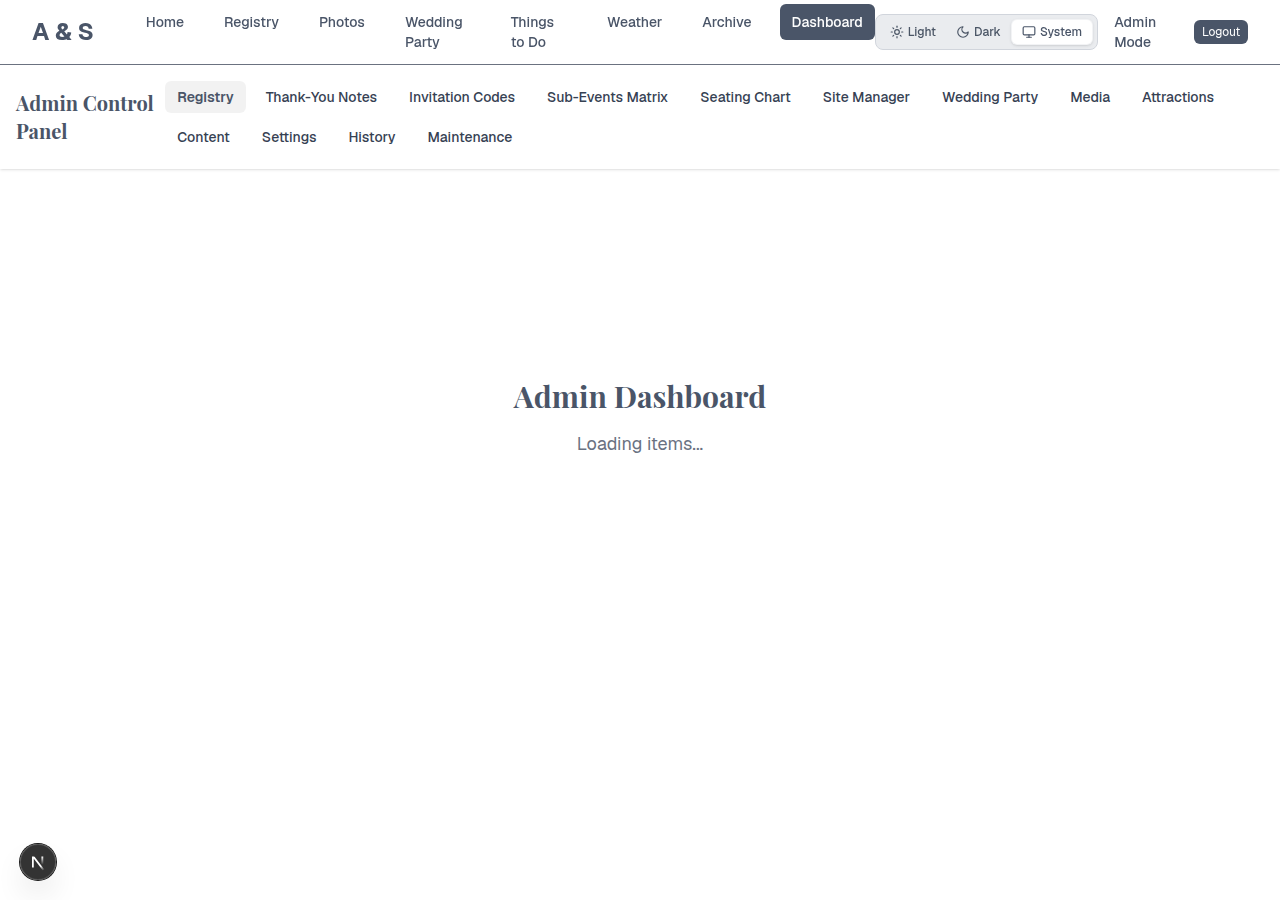 A & S
Home Registry Photos Wedding Party Things to Do Weather Archive Dashboard
Light Dark System
Admin Mode
Logout
Admin Control Panel
Registry Thank-You Notes Invitation Codes Sub-Events Matrix Seating Chart Site Manager Wedding Party Media Attractions
Content Settings History Maintenance
Admin Dashboard
Loading items...
N